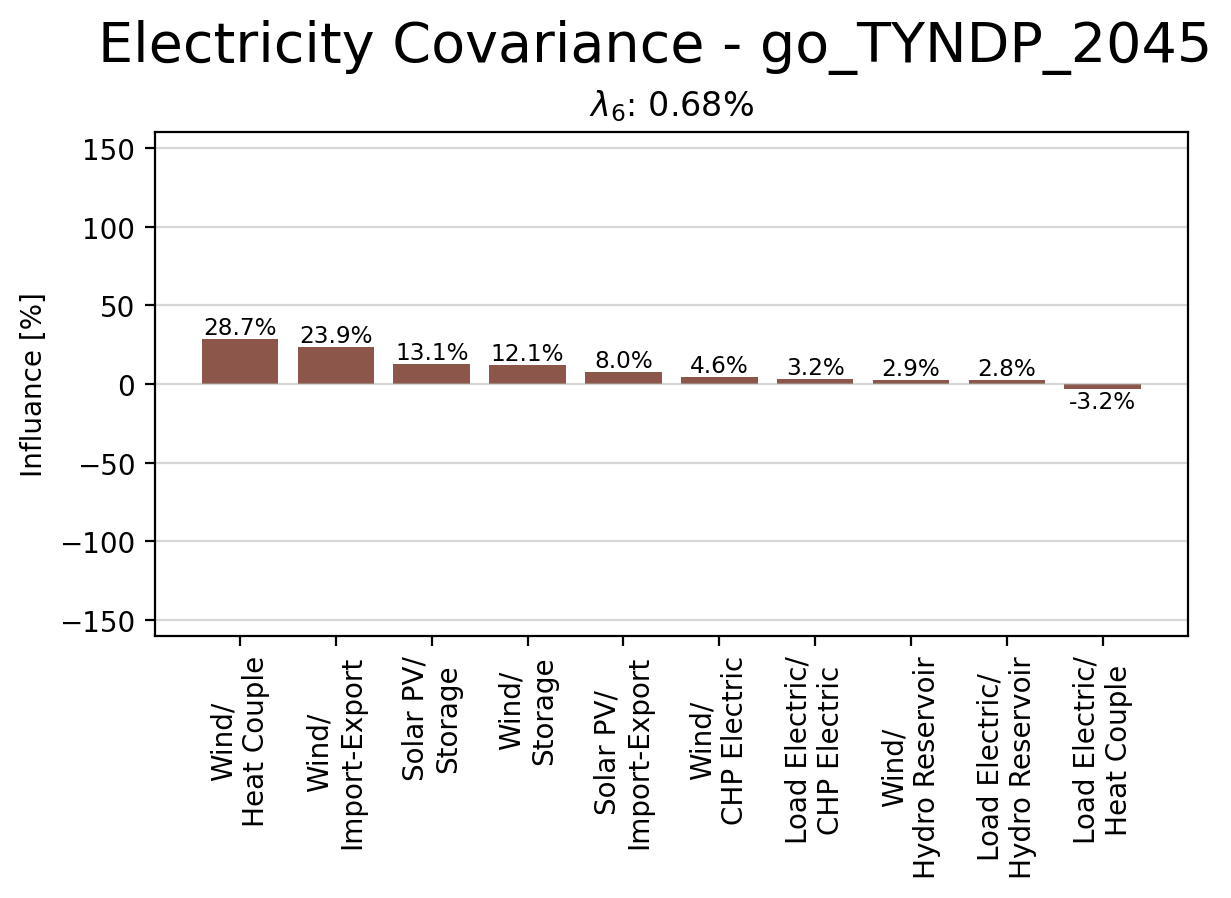 Electricity Covariance - go_TYNDP_2045
λ6: 0.68%
Influance [%]
150
100
50
0
−50
−100
−150
28.7%
23.9%
13.1%
12.1%
8.0%
4.6%
3.2%
2.9%
2.8%
-3.2%
Wind/
Heat Couple
Wind/
Import-Export
Solar PV/
Storage
Wind/
Storage
Solar PV/
Import-Export
Wind/
CHP Electric
Load Electric/
CHP Electric
Wind/
Hydro Reservoir
Load Electric/
Hydro Reservoir
Load Electric/
Heat Couple